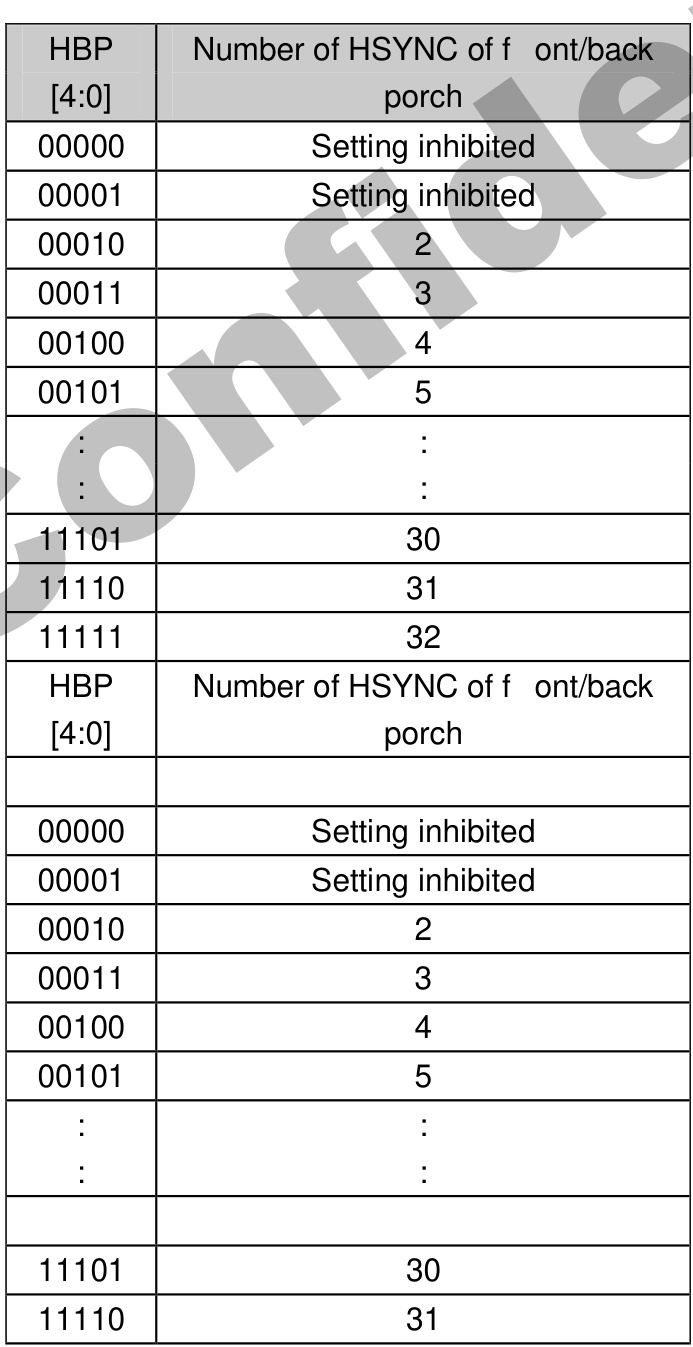 HBP Number of HSYNC of f ont/back
[4:0] porch
00000 Setting inhibited
00001 Setting inhibited
00010 2
00011 3
00100 4
00101 5
: :
: :
11101 30
11110 31
11111 32
HBP Number of HSYNC of f ont/back
[4:0] porch
00000 Setting inhibited
00001 Setting inhibited
00010 2
00011 3
00100 4
00101 5
: :
: :
11101 30
11110 31
Confide